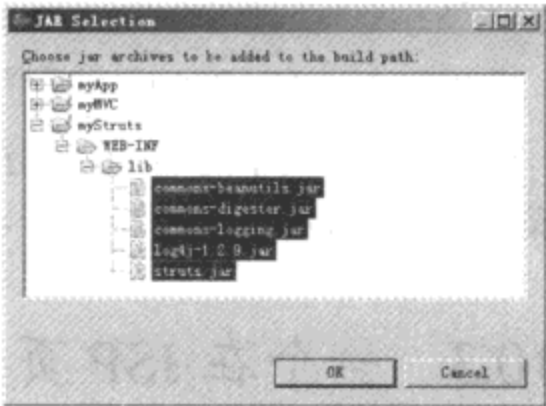 JAR Selection
Choose jar archives to be added to the build path:
myApp
myMVC
myStruts
WEB-INF
lib
commons-beanutils.jar
commons-digester.jar
commons-logging.jar
log4j-1.2.9.jar
struts.jar
OK
Cancel